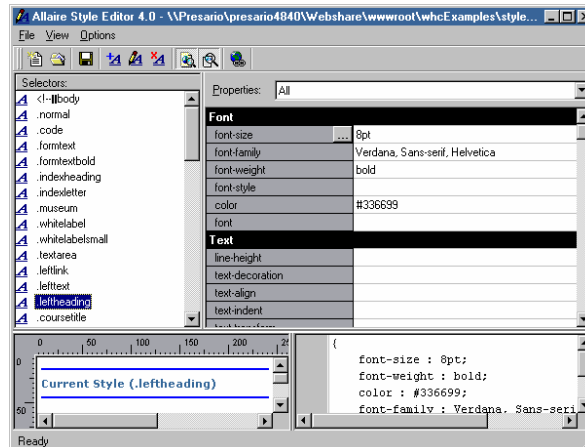 Allaire Style Editor 4.0 - \\Presario\presario4840\Webshare\wwwroot\whcExamples\style...
File View Options
Selectors:
<!--||body
.normal
.code
.formtext
.formtextbold
.indexheading
.indexletter
.museum
.whitelabel
.whitelabelsmall
.textarea
.leftlink
.lefttext
.leftheading
.coursetitle
Properties: All
Font
font-size ... 8pt
font-family Verdana, Sans-serif, Helvetica
font-weight bold
font-style
color #336699
font
Text
line-height
text-decoration
text-align
text-indent
text-transform
0 50 100 150 200
0
50
Current Style (.leftheading)
{
font-size : 8pt;
font-weight : bold;
color : #336699;
font-family : Verdana, Sans-seri
Ready